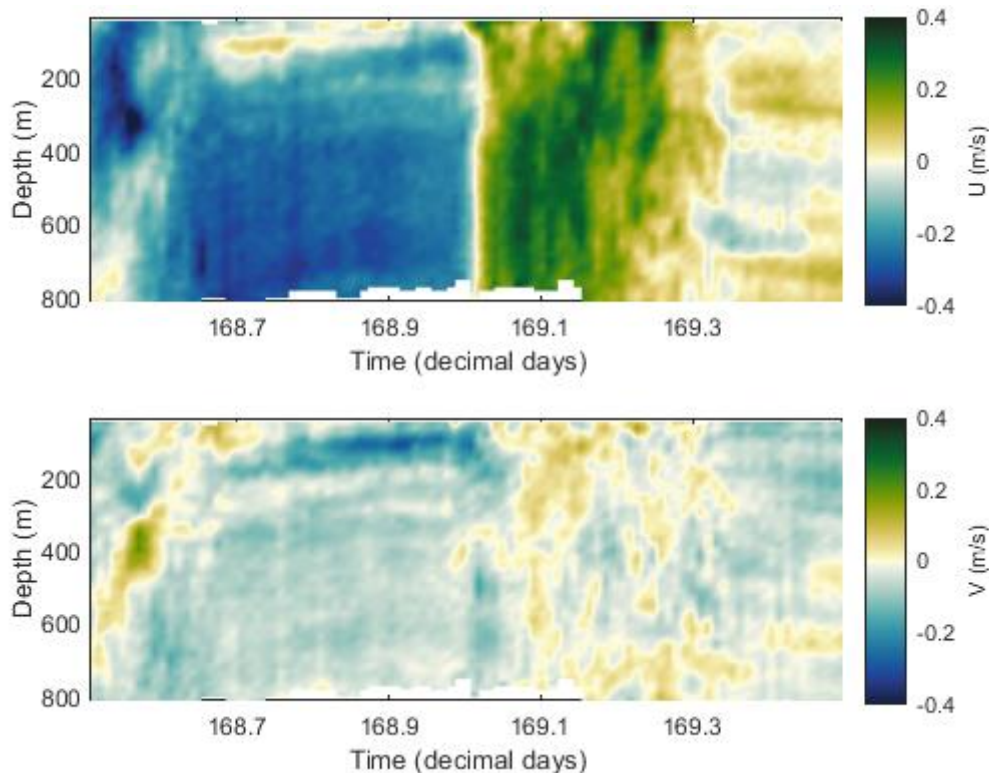 0.4
0.2
0
-0.2
-0.4
U (m/s)
200
400
600
800
Depth (m)
168.7 168.9 169.1 169.3
Time (decimal days)
0.4
0.2
0
-0.2
-0.4
V (m/s)
200
400
600
800
Depth (m)
168.7 168.9 169.1 169.3
Time (decimal days)